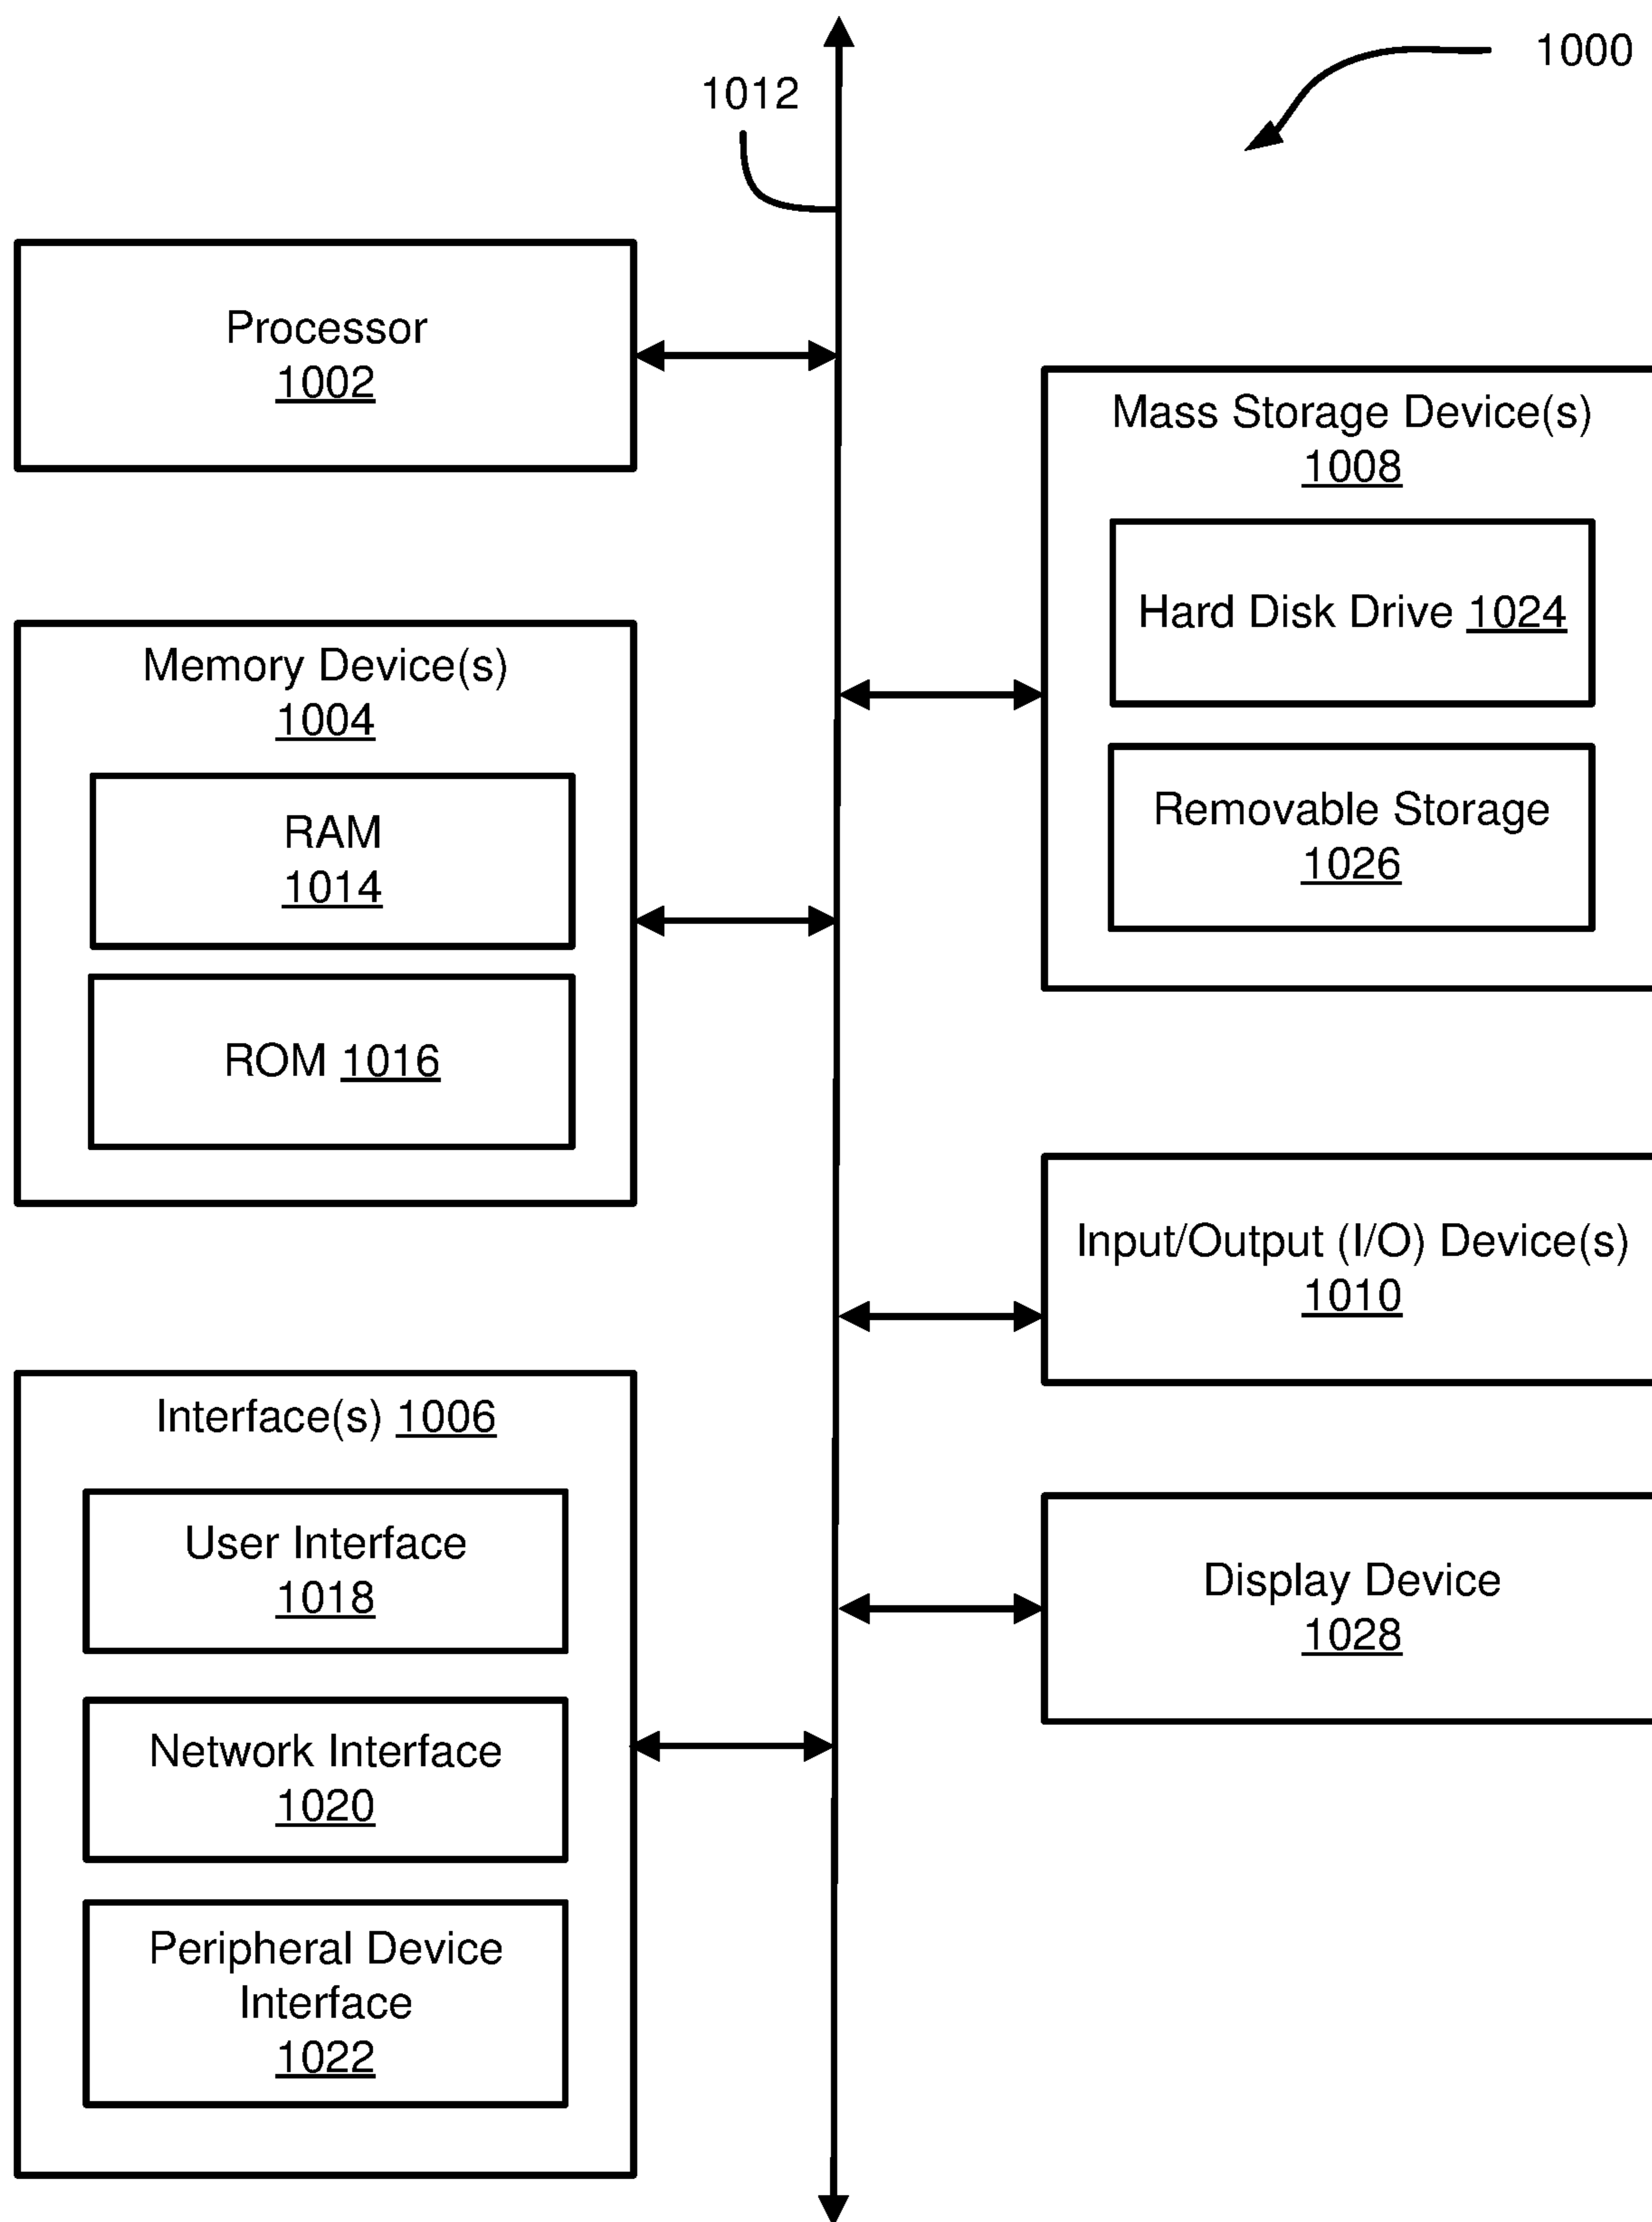 1000
1012
Processor
1002
Mass Storage Device(s)
1008
Hard Disk Drive 1024
Removable Storage
1026
Memory Device(s)
1004
RAM
1014
ROM 1016
Input/Output (I/O) Device(s)
1010
Interface(s) 1006
User Interface
1018
Network Interface
1020
Peripheral Device
Interface
1022
Display Device
1028